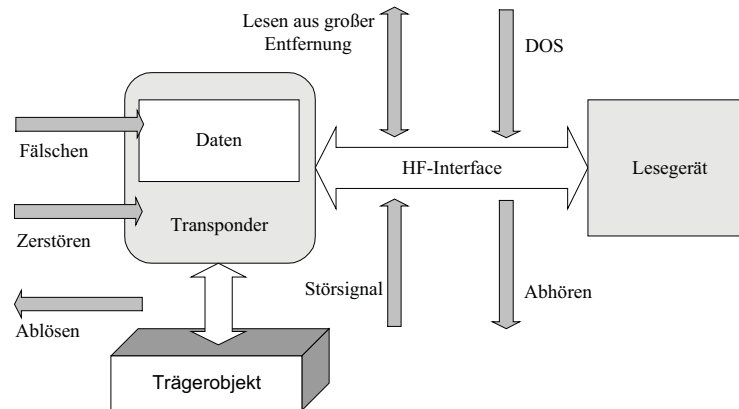 Lesen aus großer
Entfernung
DOS
Fälschen
Daten
HF-Interface
Lesegerät
Zerstören
Transponder
Störsignal
Abhören
Ablösen
Trägerobjekt